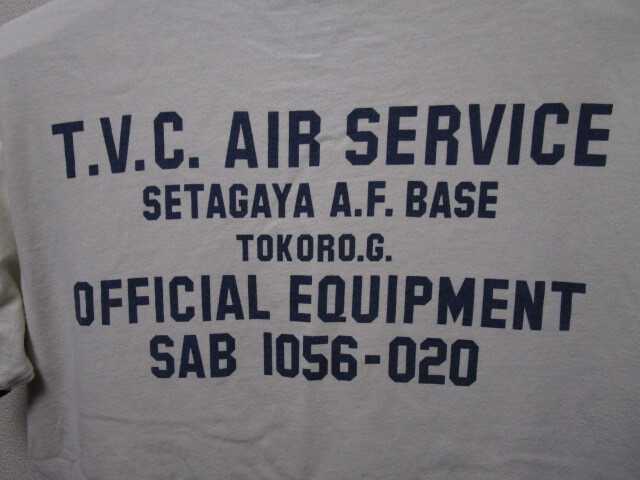 T.V.C. AIR SERVICE
SETAGAYA A.F. BASE
TOKORO.G.
OFFICIAL EQUIPMENT
SAB 1056-020